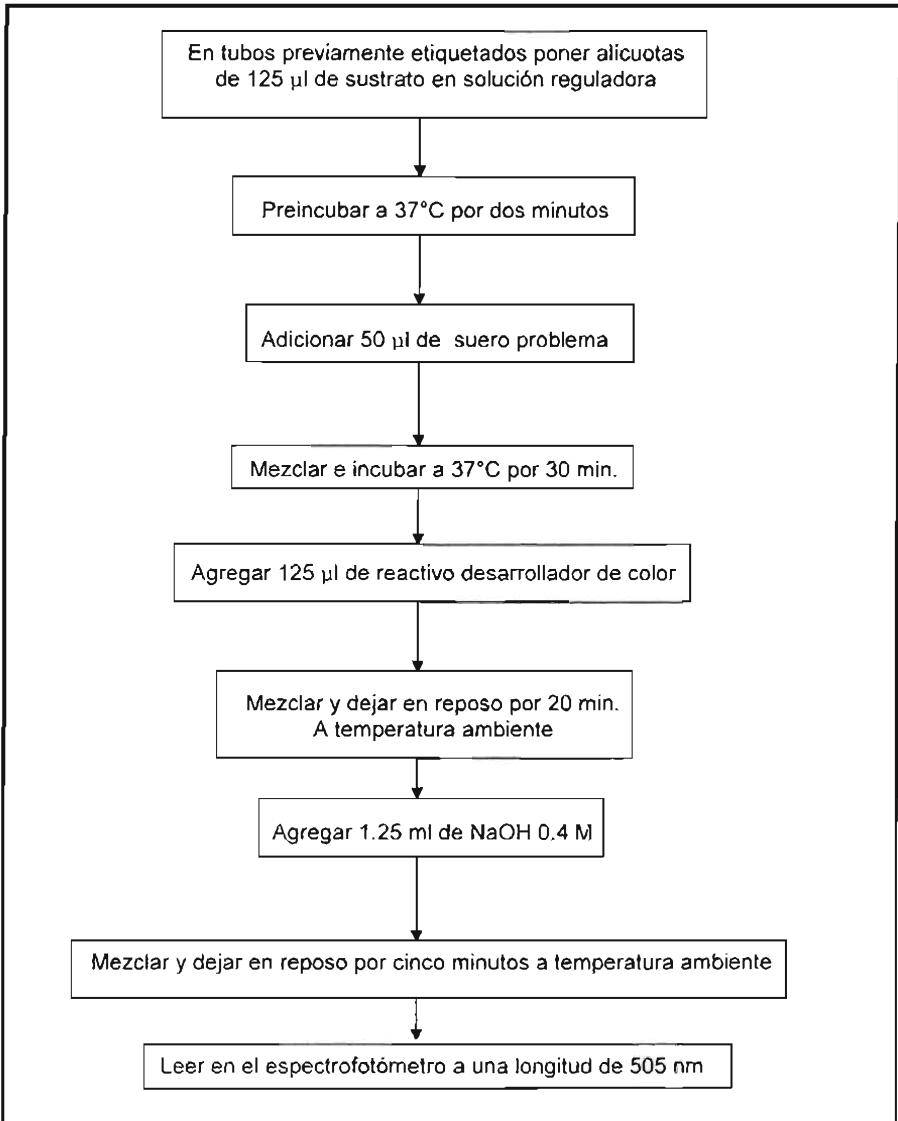 En tubos previamente etiquetados poner alicuotas
de 125 µl de sustrato en solución reguladora
Preincubar a 37°C por dos minutos
Adicionar 50 µl de suero problema
Mezclar e incubar a 37°C por 30 min.
Agregar 125 µl de reactivo desarrollador de color
Mezclar y dejar en reposo por 20 min.
A temperatura ambiente
Agregar 1.25 ml de NaOH 0.4 M
Mezclar y dejar en reposo por cinco minutos a temperatura ambiente
Leer en el espectrofotómetro a una longitud de 505 nm